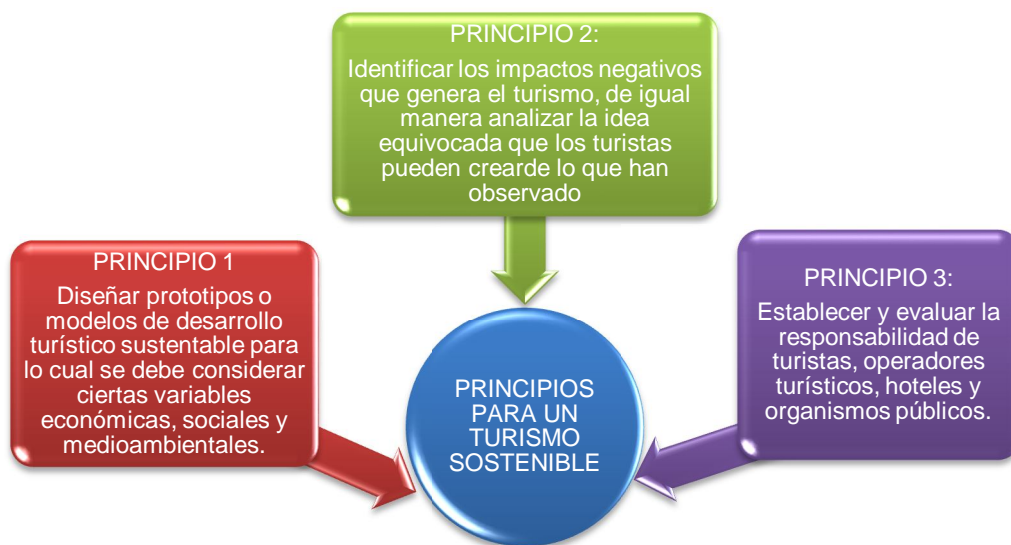 PRINCIPIO 2:
Identificar los impactos negativos
que genera el turismo, de igual
manera analizar la idea
equivocada que los turistas
pueden crearde lo que han
observado
PRINCIPIO 1
Diseñar prototipos o
modelos de desarrollo
turístico sustentable para
lo cual se debe considerar
ciertas variables
económicas, sociales y
medioambientales.
PRINCIPIO 3:
Establecer y evaluar la
responsabilidad de
turistas, operadores
turísticos, hoteles y
organismos públicos.
PRINCIPIOS
PARA UN
TURISMO
SOSTENIBLE